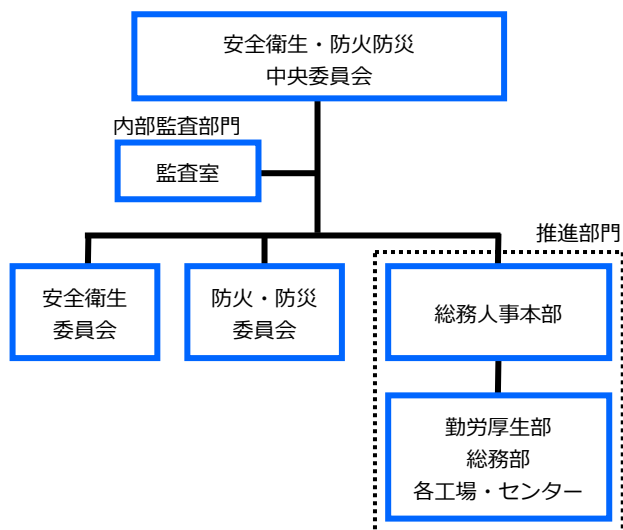 安全衛生・防火防災
中央委員会
内部監査部門
監査室
推進部門
安全衛生
委員会
防火・防災
委員会
総務人事本部
勤労厚生部
総務部
各工場・センター